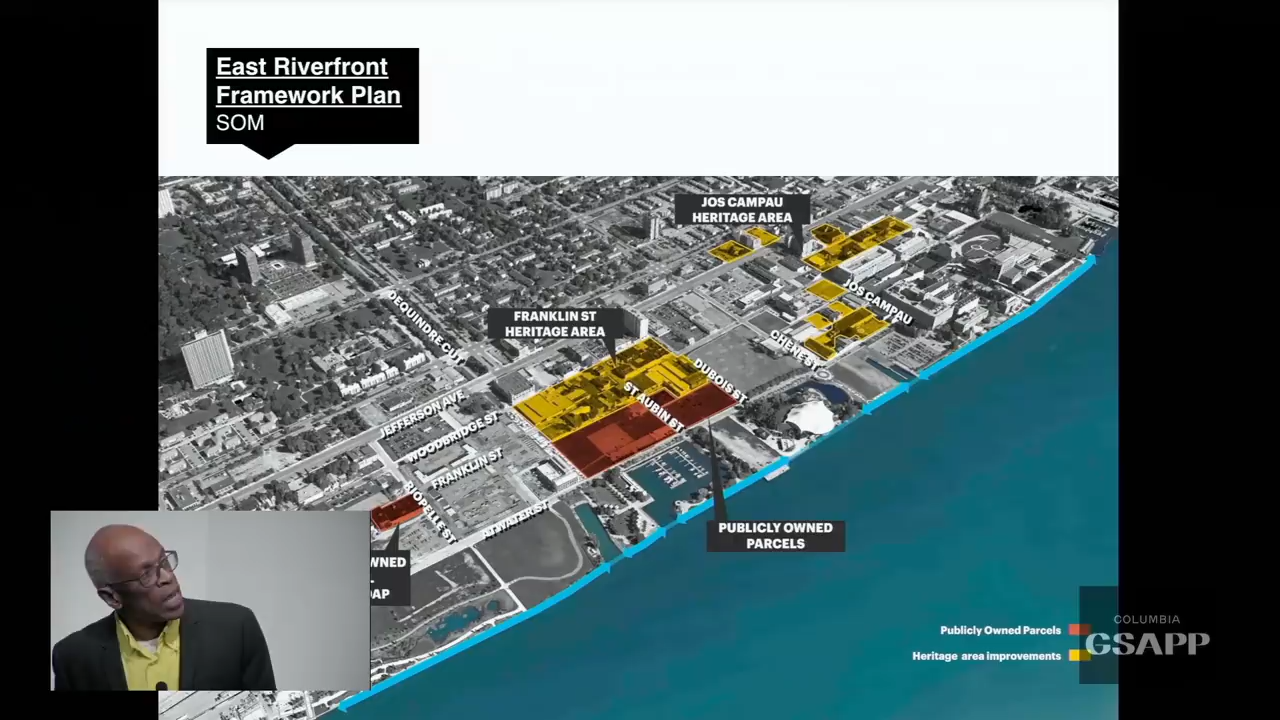 East Riverfront
Framework Plan
SOM
JOS CAMPAU
HERITAGE AREA
DEQUINDRE CUT
FRANKLIN ST
HERITAGE AREA
JOS CAMPAU
CHENE ST
DUBOIS ST
ST AUBIN ST
JEFFERSON AVE
WOODBRIDGE ST
FRANKLIN ST
RIOPELLE ST
ATWATER ST
PUBLICLY OWNED
PARCELS
WNED
DAP
Publicly Owned Parcels
Heritage area improvements
COLUMBIA
GSAPP